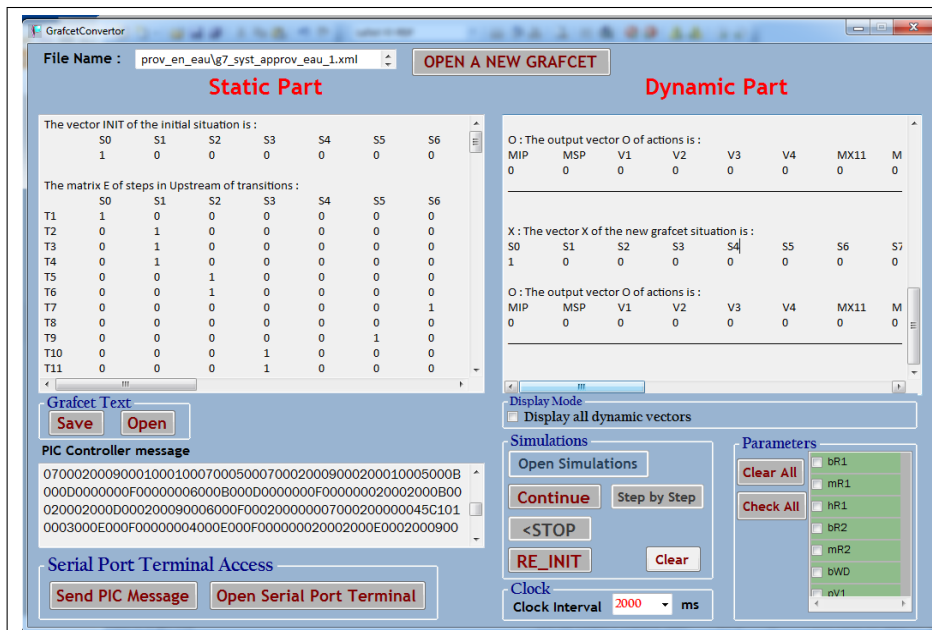 GrafcetConvertor
File Name : prov_en_eau\g7_syst_approv_eau_1.xml OPEN A NEW GRAFCET
Static Part
The vector INIT of the initial situation is :
S0 S1 S2 S3 S4 S5 S6
1 0 0 0 0 0 0
The matrix E of steps in Upstream of transitions :
S0 S1 S2 S3 S4 S5 S6
T1 1 0 0 0 0 0 0
T2 0 1 0 0 0 0 0
T3 0 1 0 0 0 0 0
T4 0 1 0 0 0 0 0
T5 0 0 1 0 0 0 0
T6 0 0 1 0 0 0 0
T7 0 0 0 0 0 0 1
T8 0 0 0 0 0 0 0
T9 0 0 0 0 0 1 0
T10 0 0 0 1 0 0 0
T11 0 0 0 1 0 0 0
Grafcet Text
Save Open
PIC Controller message
07000200090001000100070005000700020009000200010005000B
000D0000000F00000006000B000D0000000F000000020002000B00
020002000D000200090006000F000200000007000200000045C101
0003000E000F00000004000E000F000000020002000E0002000900
Serial Port Terminal Access
Send PIC Message Open Serial Port Terminal
Dynamic Part
O : The output vector O of actions is :
MIP MSP V1 V2 V3 V4 MX11 M
0 0 0 0 0 0 0 0
X : The vector X of the new grafcet situation is :
S0 S1 S2 S3 S4 S5 S6 S7
1 0 0 0 0 0 0 0
O : The output vector O of actions is :
MIP MSP V1 V2 V3 V4 MX11 M
0 0 0 0 0 0 0 0
Display Mode
Display all dynamic vectors
Simulations
Open Simulations
Continue Step by Step
<STOP
RE_INIT Clear
Clock
Clock Interval 2000 ms
Parameters
Clear All
Check All
bR1
mR1
hR1
bR2
mR2
bWD
pV1